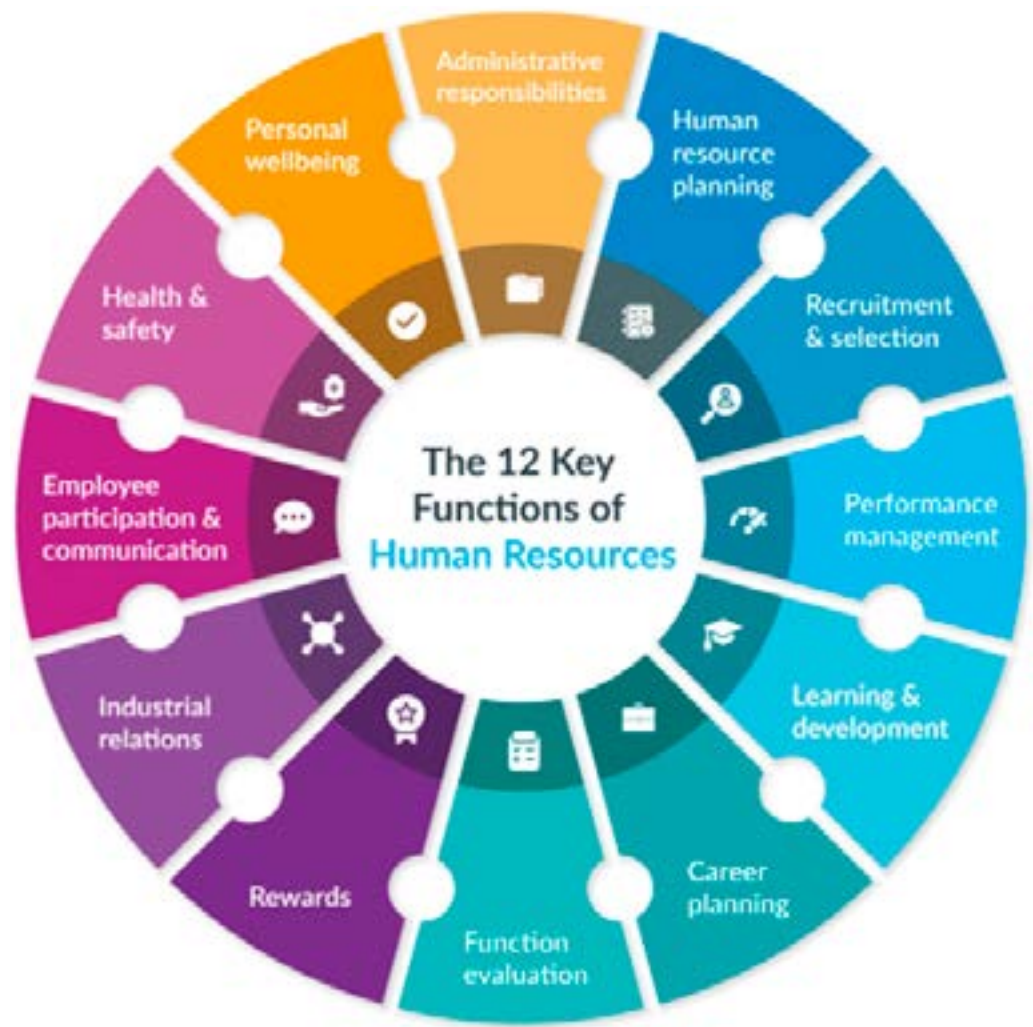 The 12 Key
Functions of
Human Resources
Administrative
responsibilities
Human
resource
planning
Recruitment
& selection
Performance
management
Learning &
development
Career
planning
Function
evaluation
Rewards
Industrial
relations
Employee
participation &
communication
Health &
safety
Personal
wellbeing